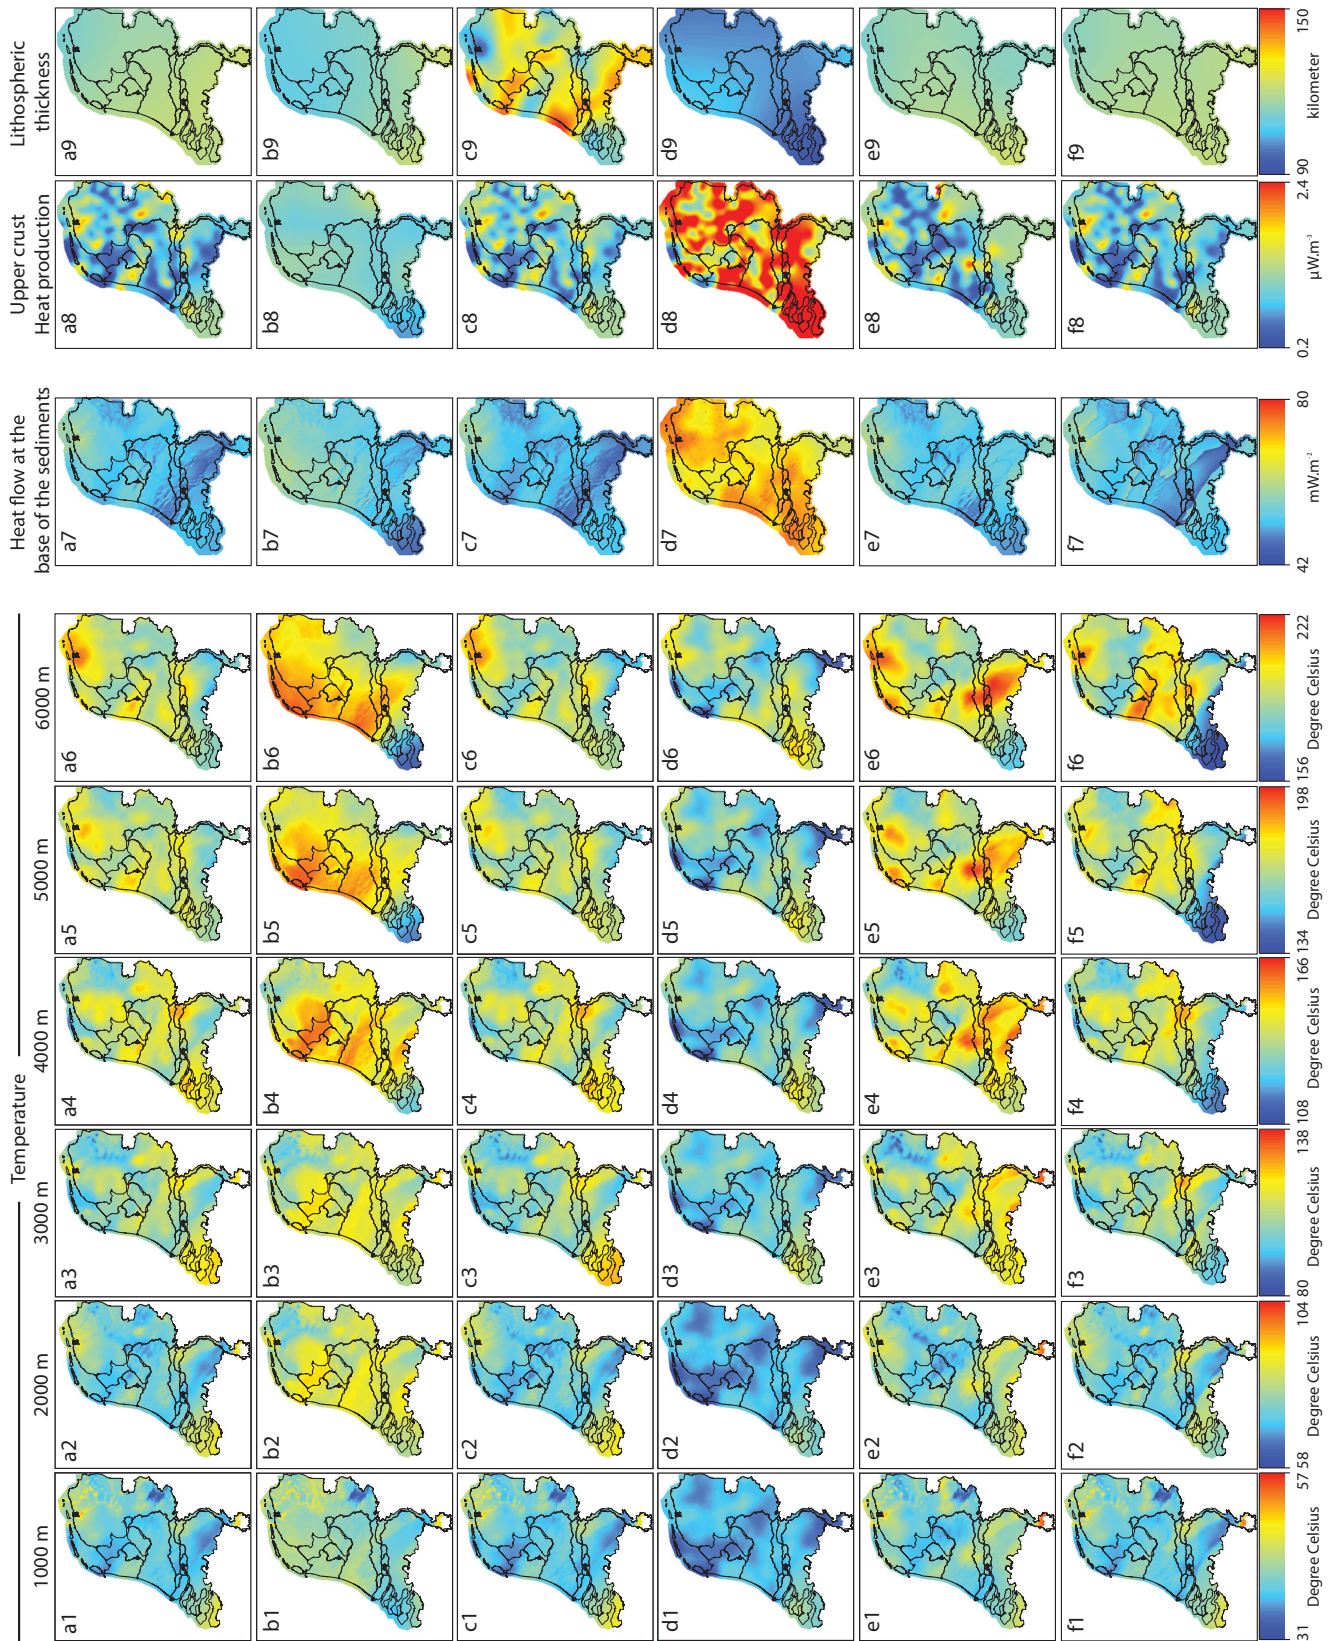 Temperature
Heat flow at the
base of the sediments
Upper crust
Heat production
Lithospheric
thickness
1000 m
2000 m
3000 m
4000 m
5000 m
6000 m
a1
a2
a3
a4
a5
a6
a7
a8
a9
b1
b2
b3
b4
b5
b6
b7
b8
b9
c1
c2
c3
c4
c5
c6
c7
c8
c9
d1
d2
d3
d4
d5
d6
d7
d8
d9
e1
e2
e3
e4
e5
e6
e7
e8
e9
f1
f2
f3
f4
f5
f6
f7
f8
f9
31 57
Degree Celsius
58 104
Degree Celsius
80 138
Degree Celsius
108 166
Degree Celsius
134 198
Degree Celsius
156 222
Degree Celsius
42 80
mW.m⁻²
0.2 2.4
µW.m⁻³
90 150
kilometer